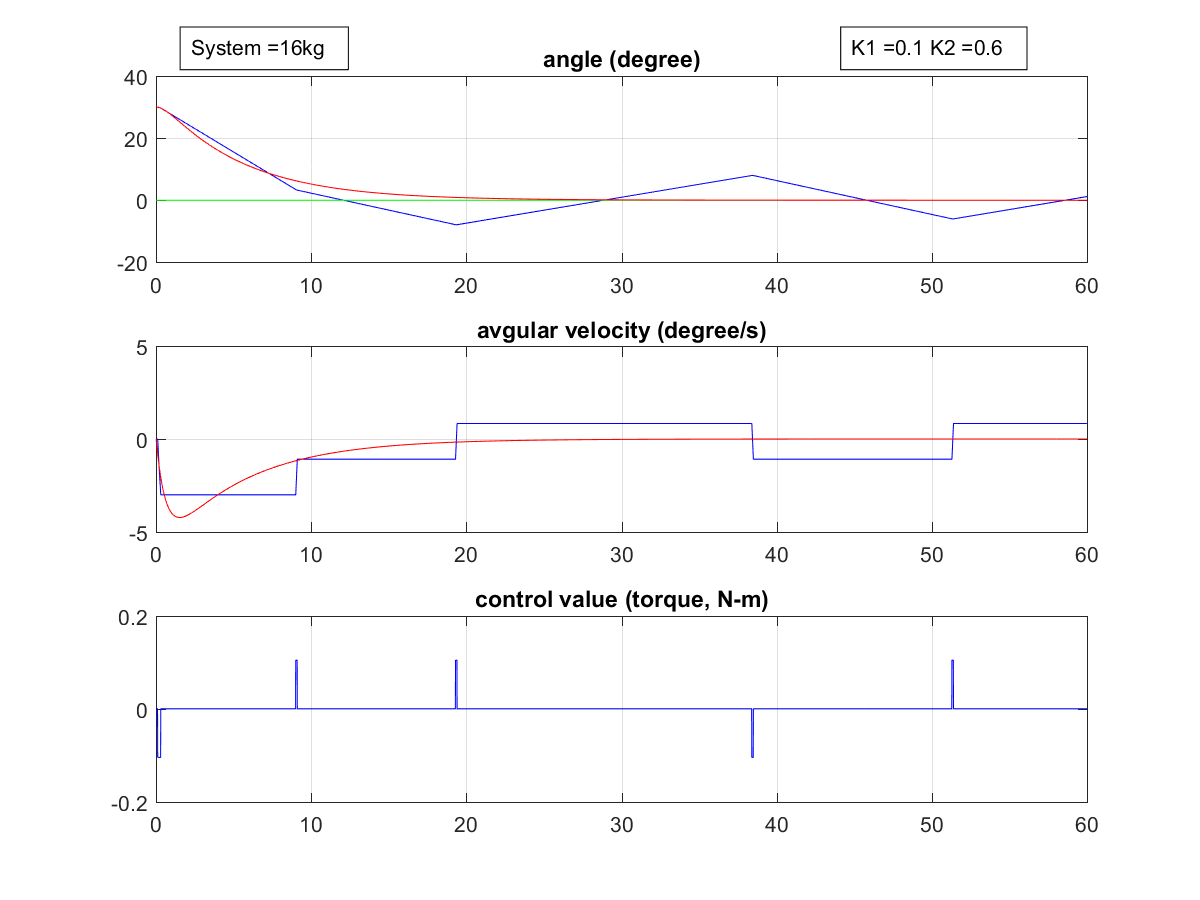 System =16kg
K1 =0.1 K2 =0.6
angle (degree)
40
20
0
-20
0 10 20 30 40 50 60
avgular velocity (degree/s)
5
0
-5
0 10 20 30 40 50 60
control value (torque, N-m)
0.2
0
-0.2
0 10 20 30 40 50 60